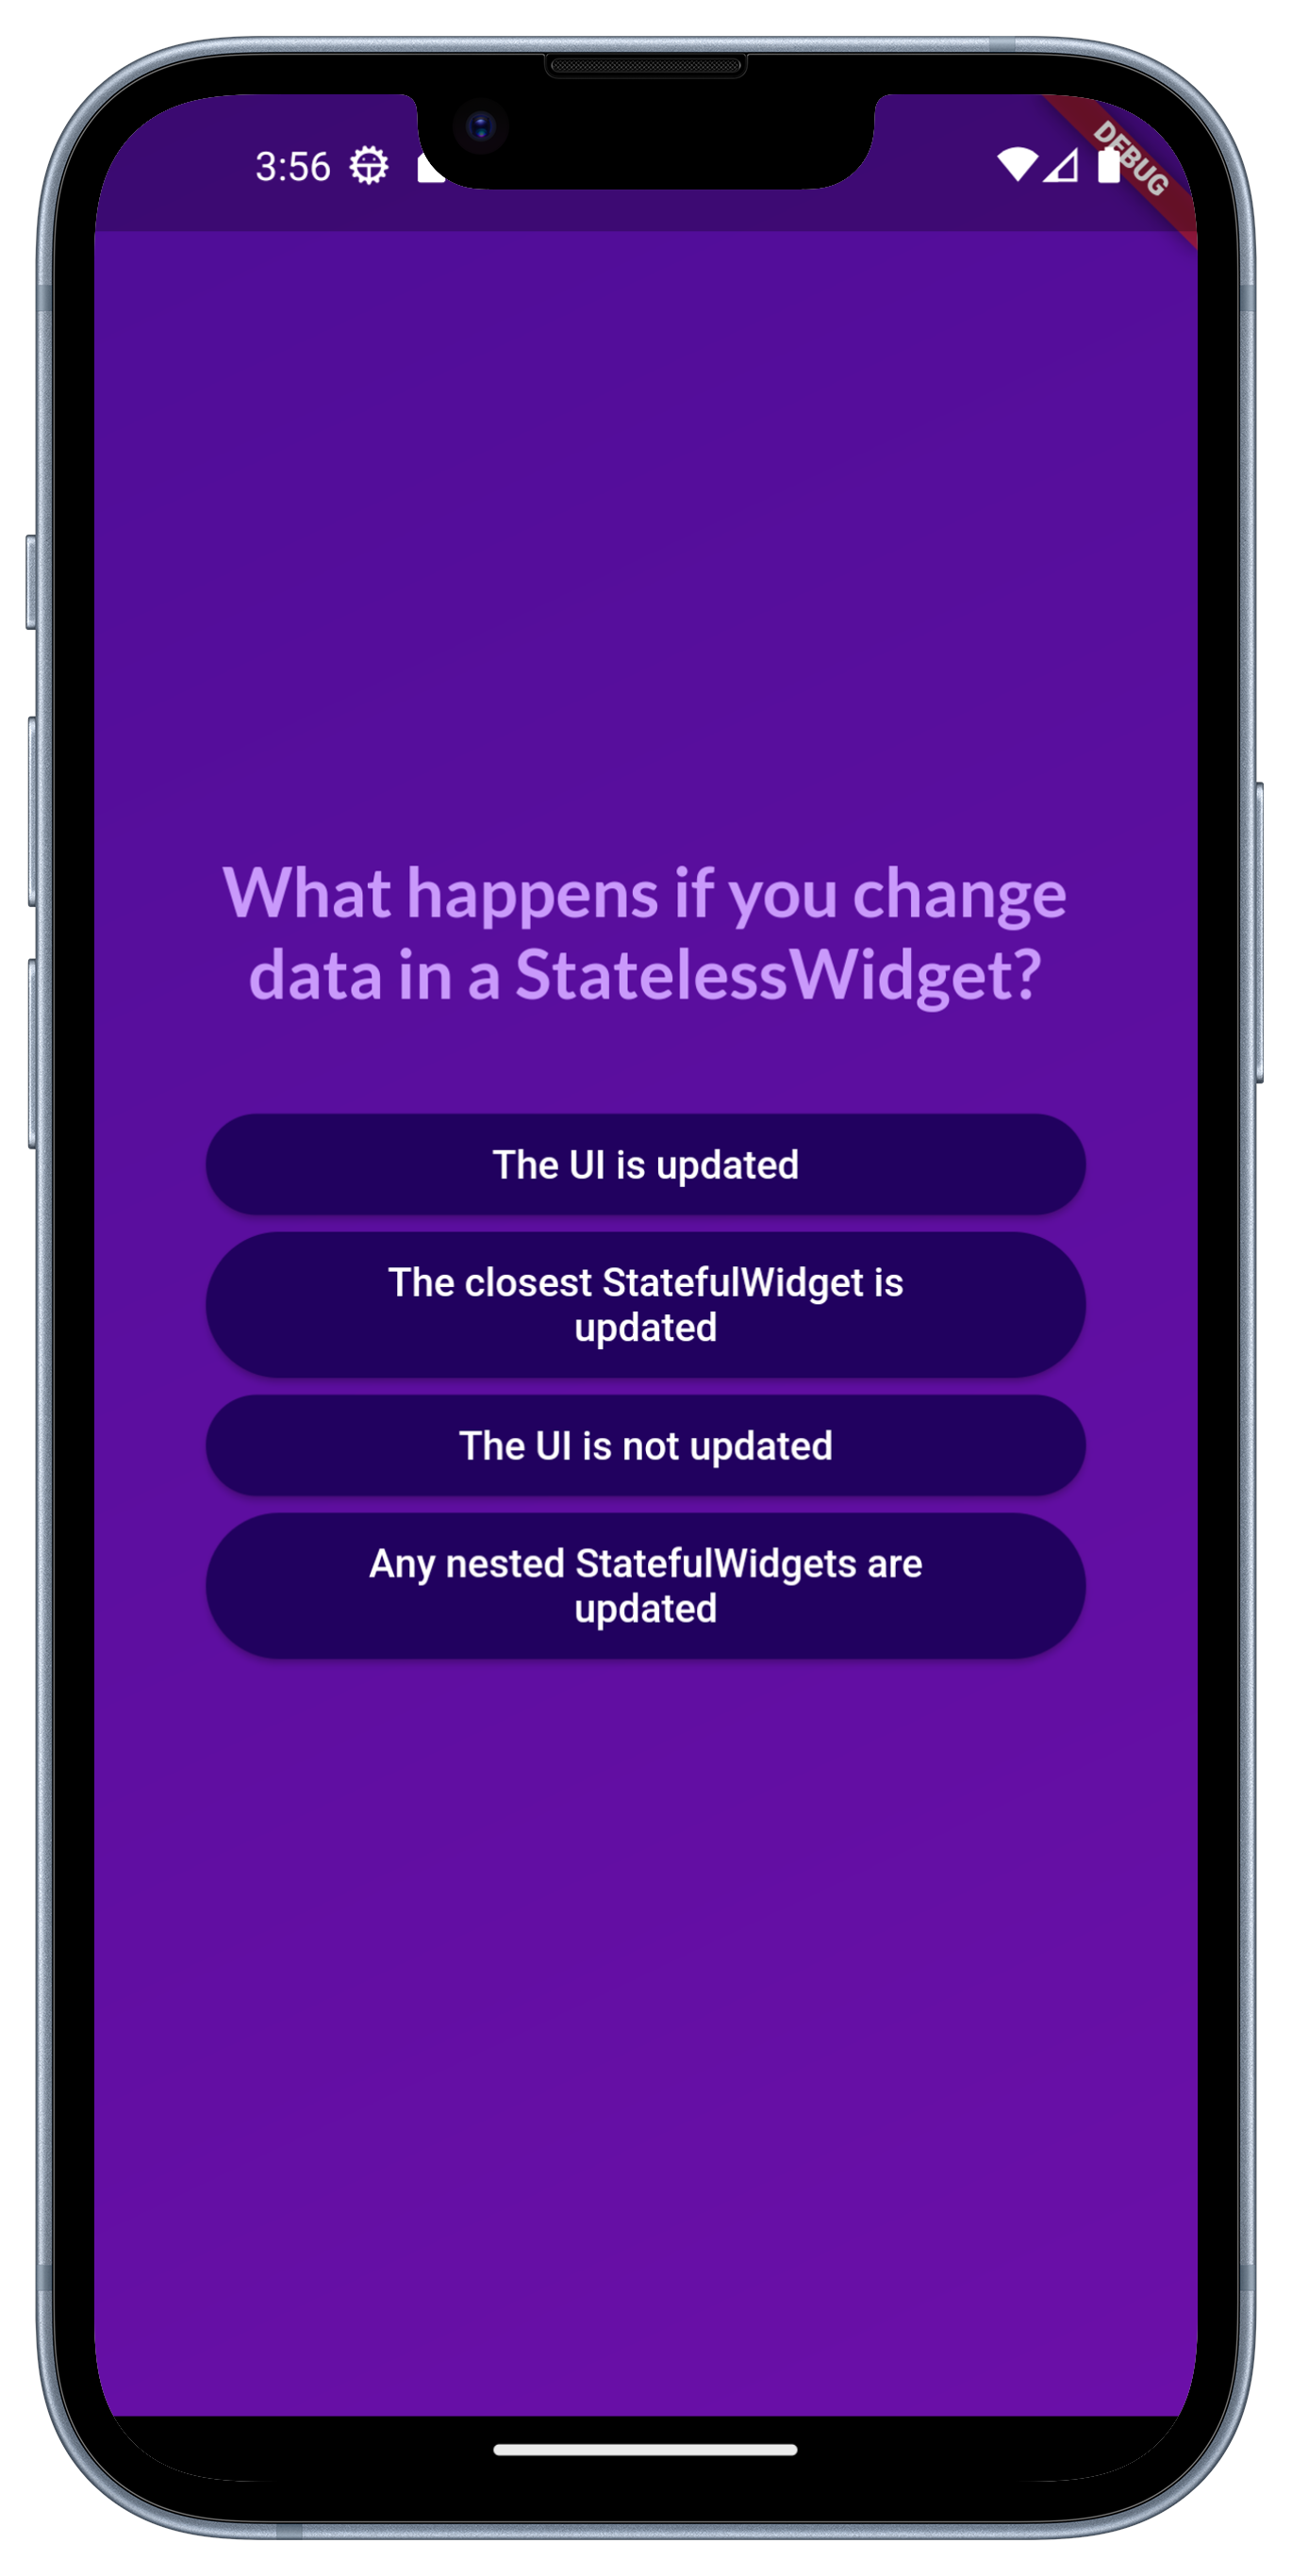 3:56
DEBUG
What happens if you change
data in a StatelessWidget?
The UI is updated
The closest StatefulWidget is
updated
The UI is not updated
Any nested StatefulWidgets are
updated